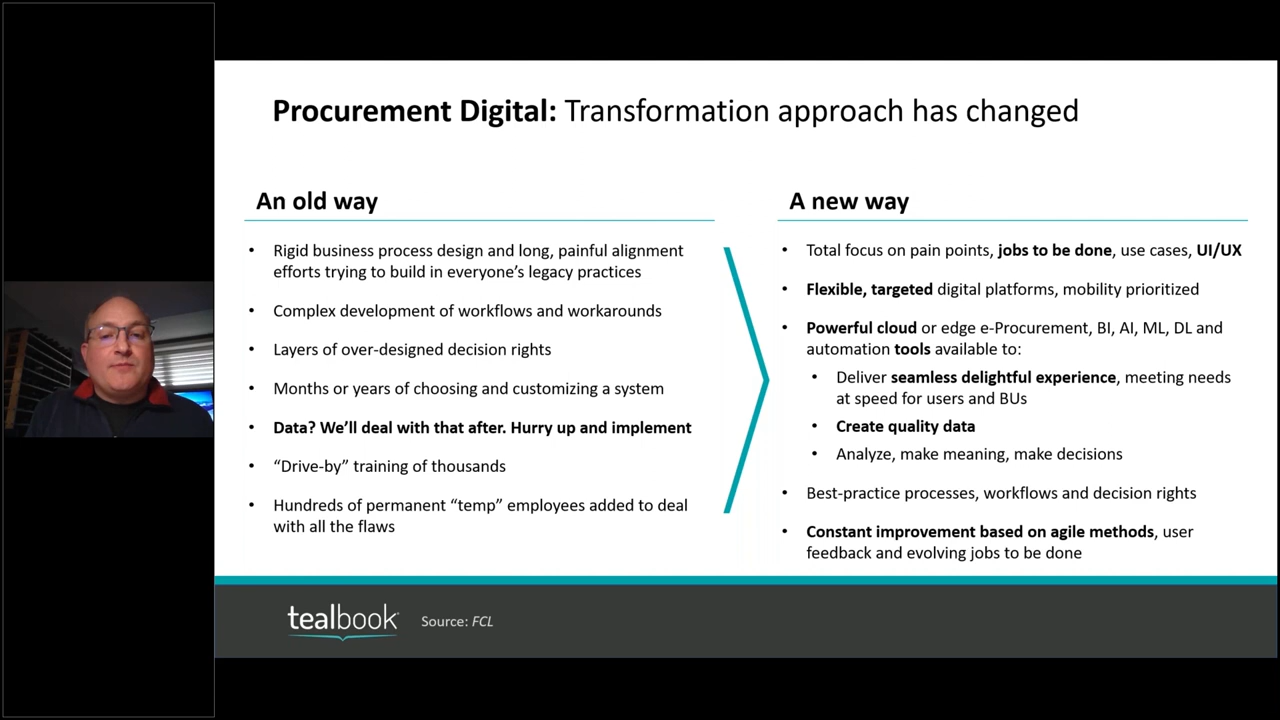 Procurement Digital: Transformation approach has changed
An old way
• Rigid business process design and long, painful alignment
efforts trying to build in everyone’s legacy practices
• Complex development of workflows and workarounds
• Layers of over-designed decision rights
• Months or years of choosing and customizing a system
• Data? We’ll deal with that after. Hurry up and implement
• “Drive-by” training of thousands
• Hundreds of permanent “temp” employees added to deal
with all the flaws
A new way
• Total focus on pain points, jobs to be done, use cases, UI/UX
• Flexible, targeted digital platforms, mobility prioritized
• Powerful cloud or edge e-Procurement, BI, AI, ML, DL and
automation tools available to:
• Deliver seamless delightful experience, meeting needs
at speed for users and BUs
• Create quality data
• Analyze, make meaning, make decisions
• Best-practice processes, workflows and decision rights
• Constant improvement based on agile methods, user
feedback and evolving jobs to be done
tealbook
Source: FCL